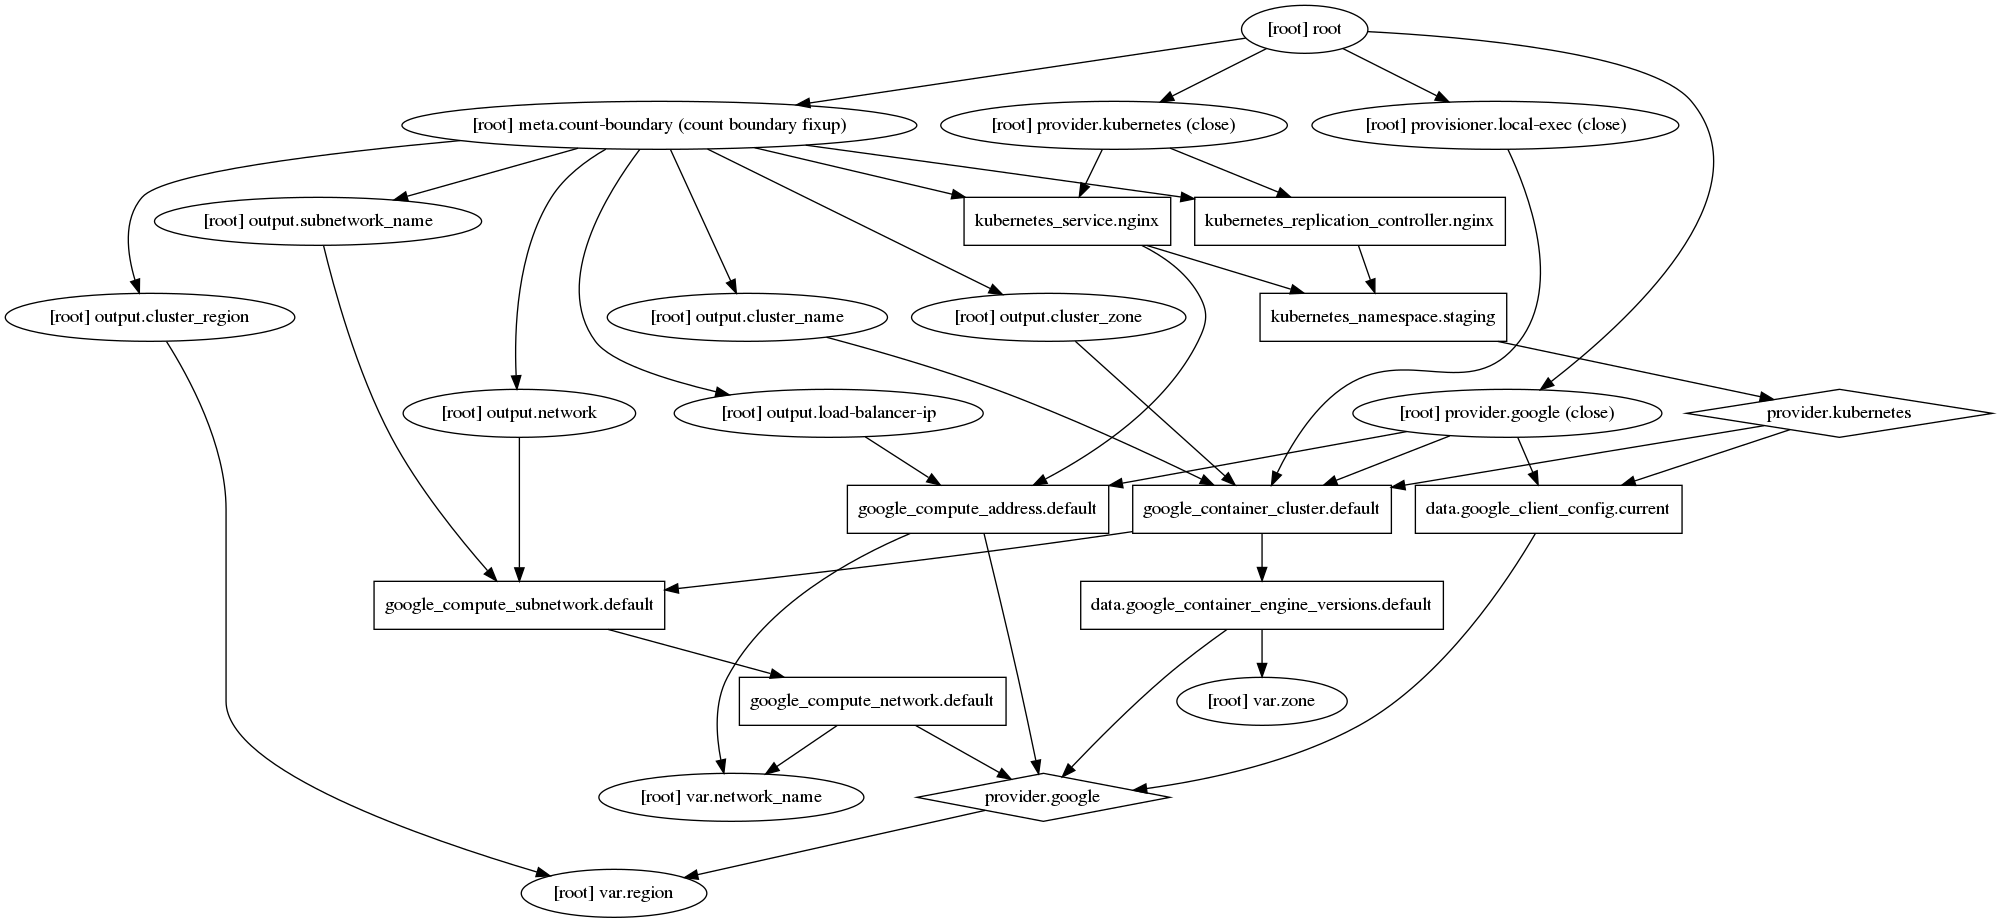 [root] root
[root] meta.count-boundary (count boundary fixup)
[root] provider.kubernetes (close)
[root] provisioner.local-exec (close)
[root] output.subnetwork_name
kubernetes_service.nginx
kubernetes_replication_controller.nginx
[root] output.cluster_region
[root] output.cluster_name
[root] output.cluster_zone
kubernetes_namespace.staging
[root] output.network
[root] output.load-balancer-ip
[root] provider.google (close)
provider.kubernetes
google_compute_address.default
google_container_cluster.default
data.google_client_config.current
google_compute_subnetwork.default
data.google_container_engine_versions.default
google_compute_network.default
[root] var.zone
[root] var.network_name
provider.google
[root] var.region